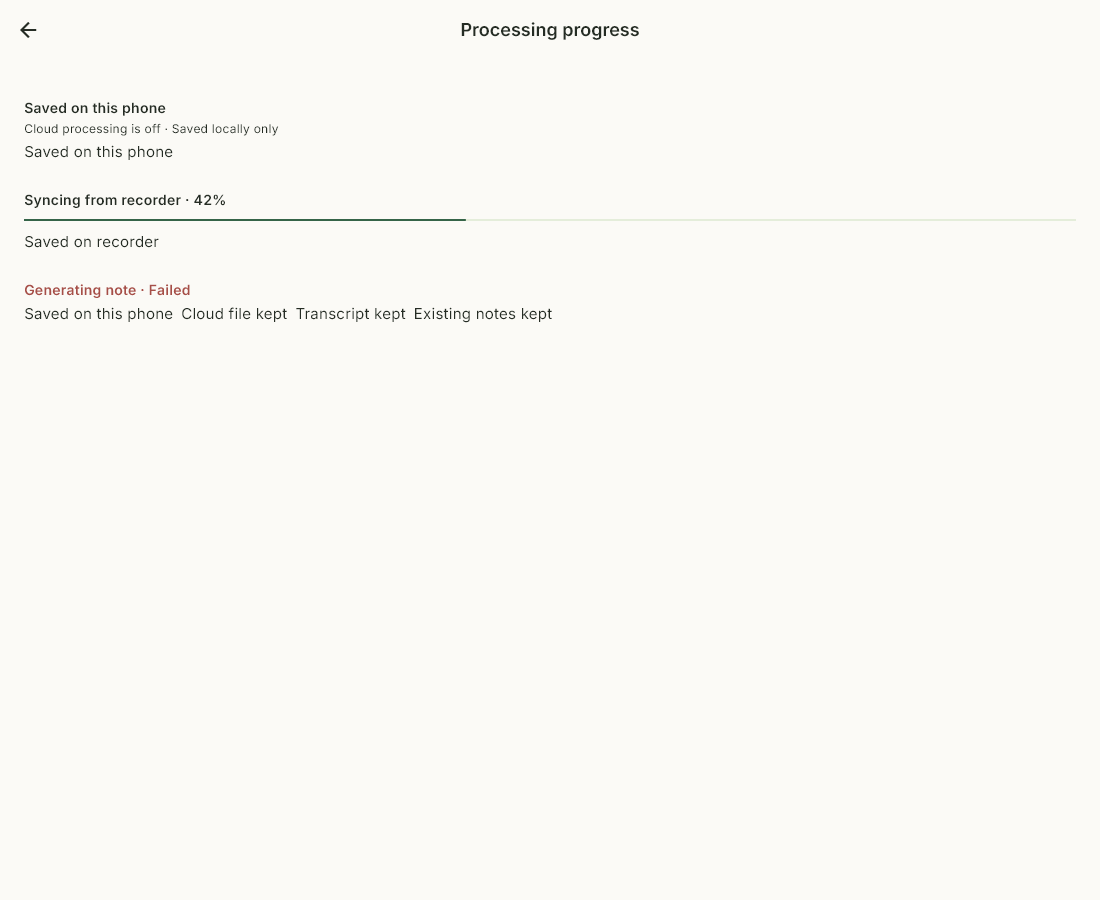 Processing progress
Saved on this phone
Cloud processing is off · Saved locally only
Saved on this phone
Syncing from recorder · 42%
Saved on recorder
Generating note · Failed
Saved on this phone Cloud file kept Transcript kept Existing notes kept